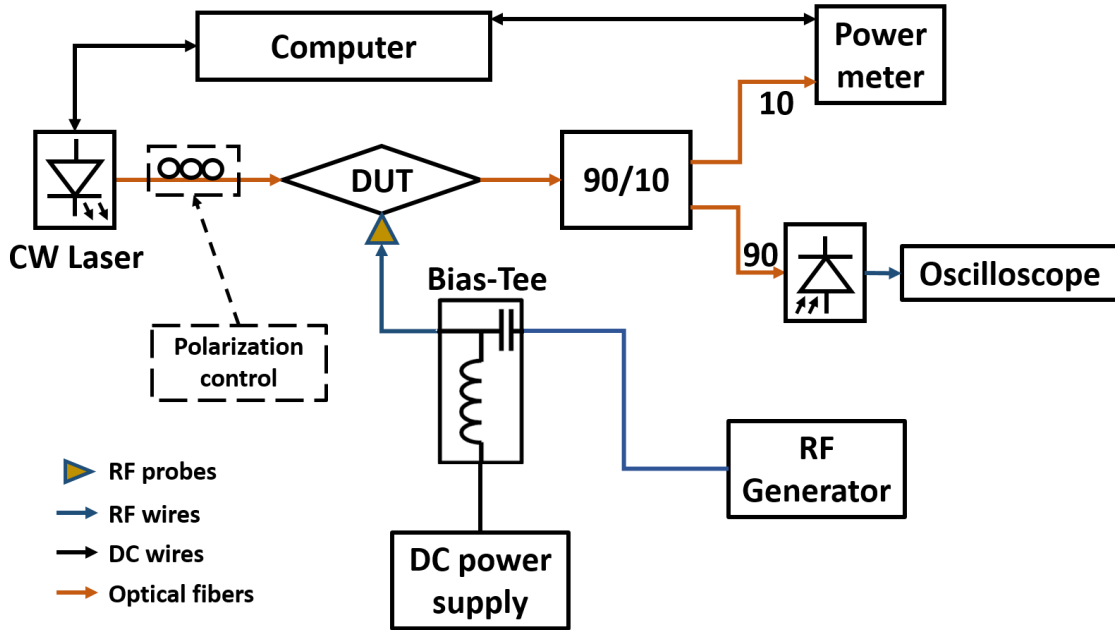 Computer
Power
meter
10
CW Laser
DUT
90/10
90
Oscilloscope
Bias-Tee
Polarization
control
RF
Generator
DC power
supply
RF probes
RF wires
DC wires
Optical fibers